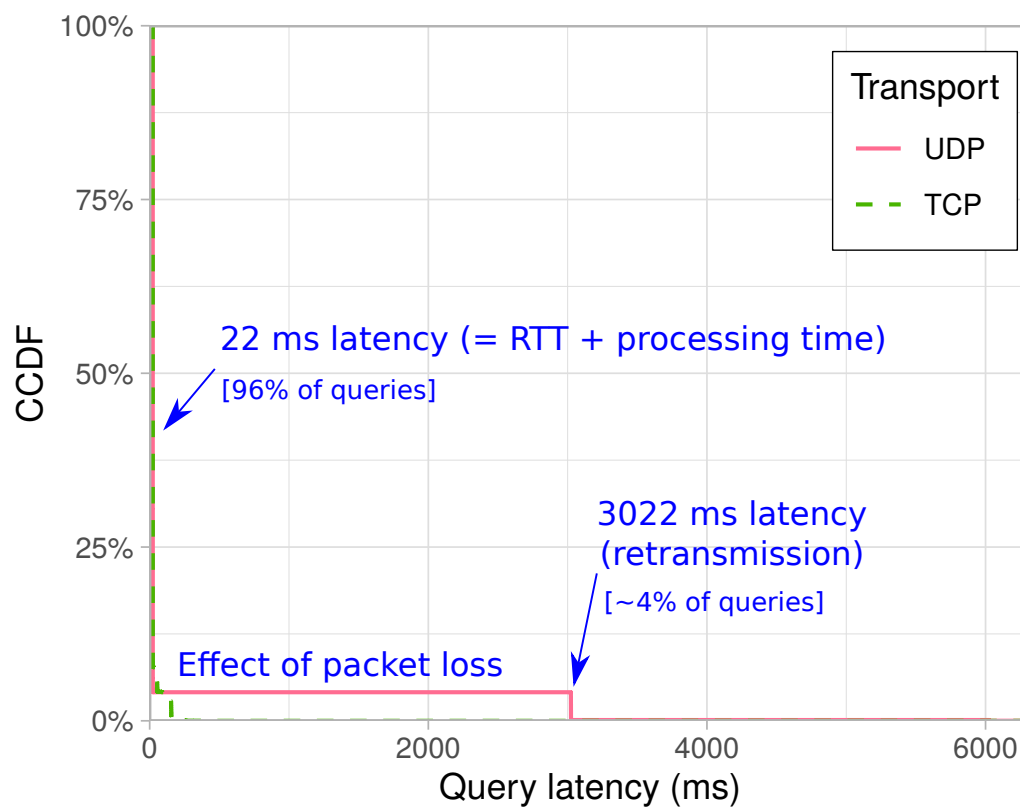 100%
75%
50%
25%
0%
CCDF
0
2000
4000
6000
Query latency (ms)
Transport
UDP
TCP
22 ms latency (= RTT + processing time)
[96% of queries]
3022 ms latency
(retransmission)
[~4% of queries]
Effect of packet loss